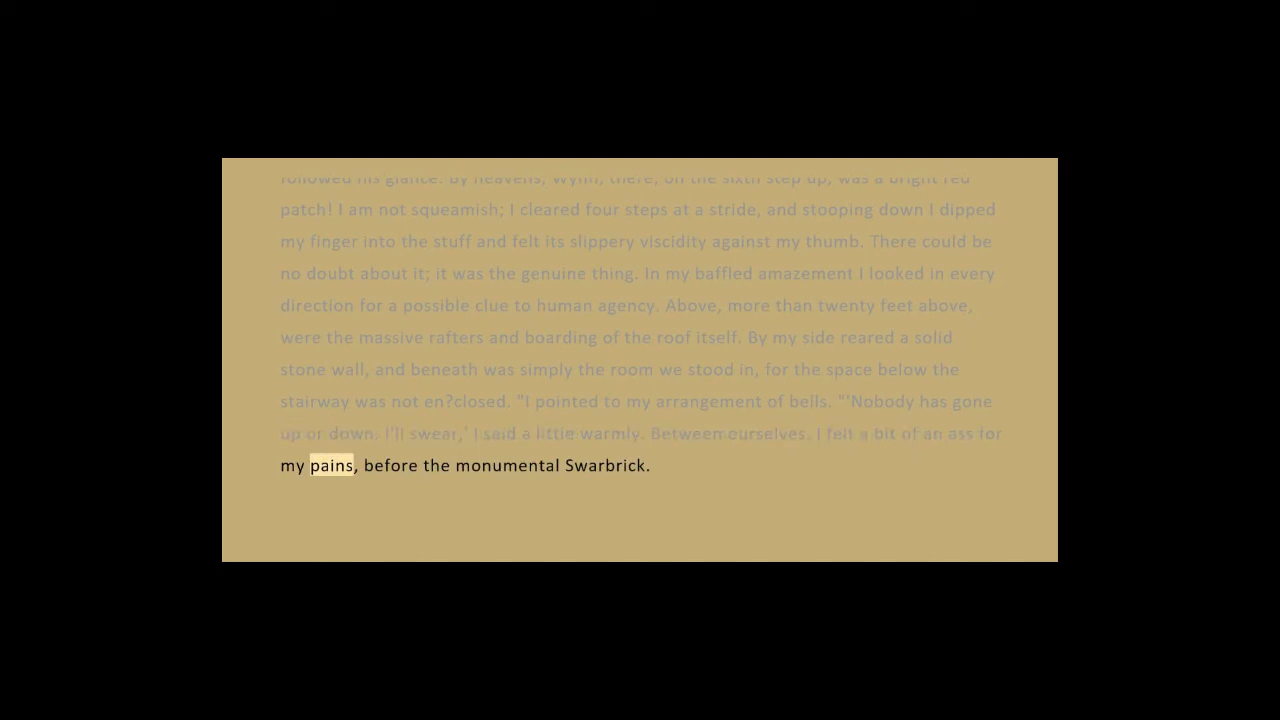 followed his glance. By heavens, Wynn, there, on the sixth step up, was a bright red
patch! I am not squeamish; I cleared four steps at a stride, and stooping down I dipped
my finger into the stuff and felt its slippery viscidity against my thumb. There could be
no doubt about it; it was the genuine thing. In my baffled amazement I looked in every
direction for a possible clue to human agency. Above, more than twenty feet above,
were the massive rafters and boarding of the roof itself. By my side reared a solid
stone wall, and beneath was simply the room we stood in, for the space below the
stairway was not en?closed. "I pointed to my arrangement of bells. "'Nobody has gone
up or down, I'll swear,' I said a little warmly. Between ourselves, I felt a bit of an ass for
my pains, before the monumental Swarbrick.